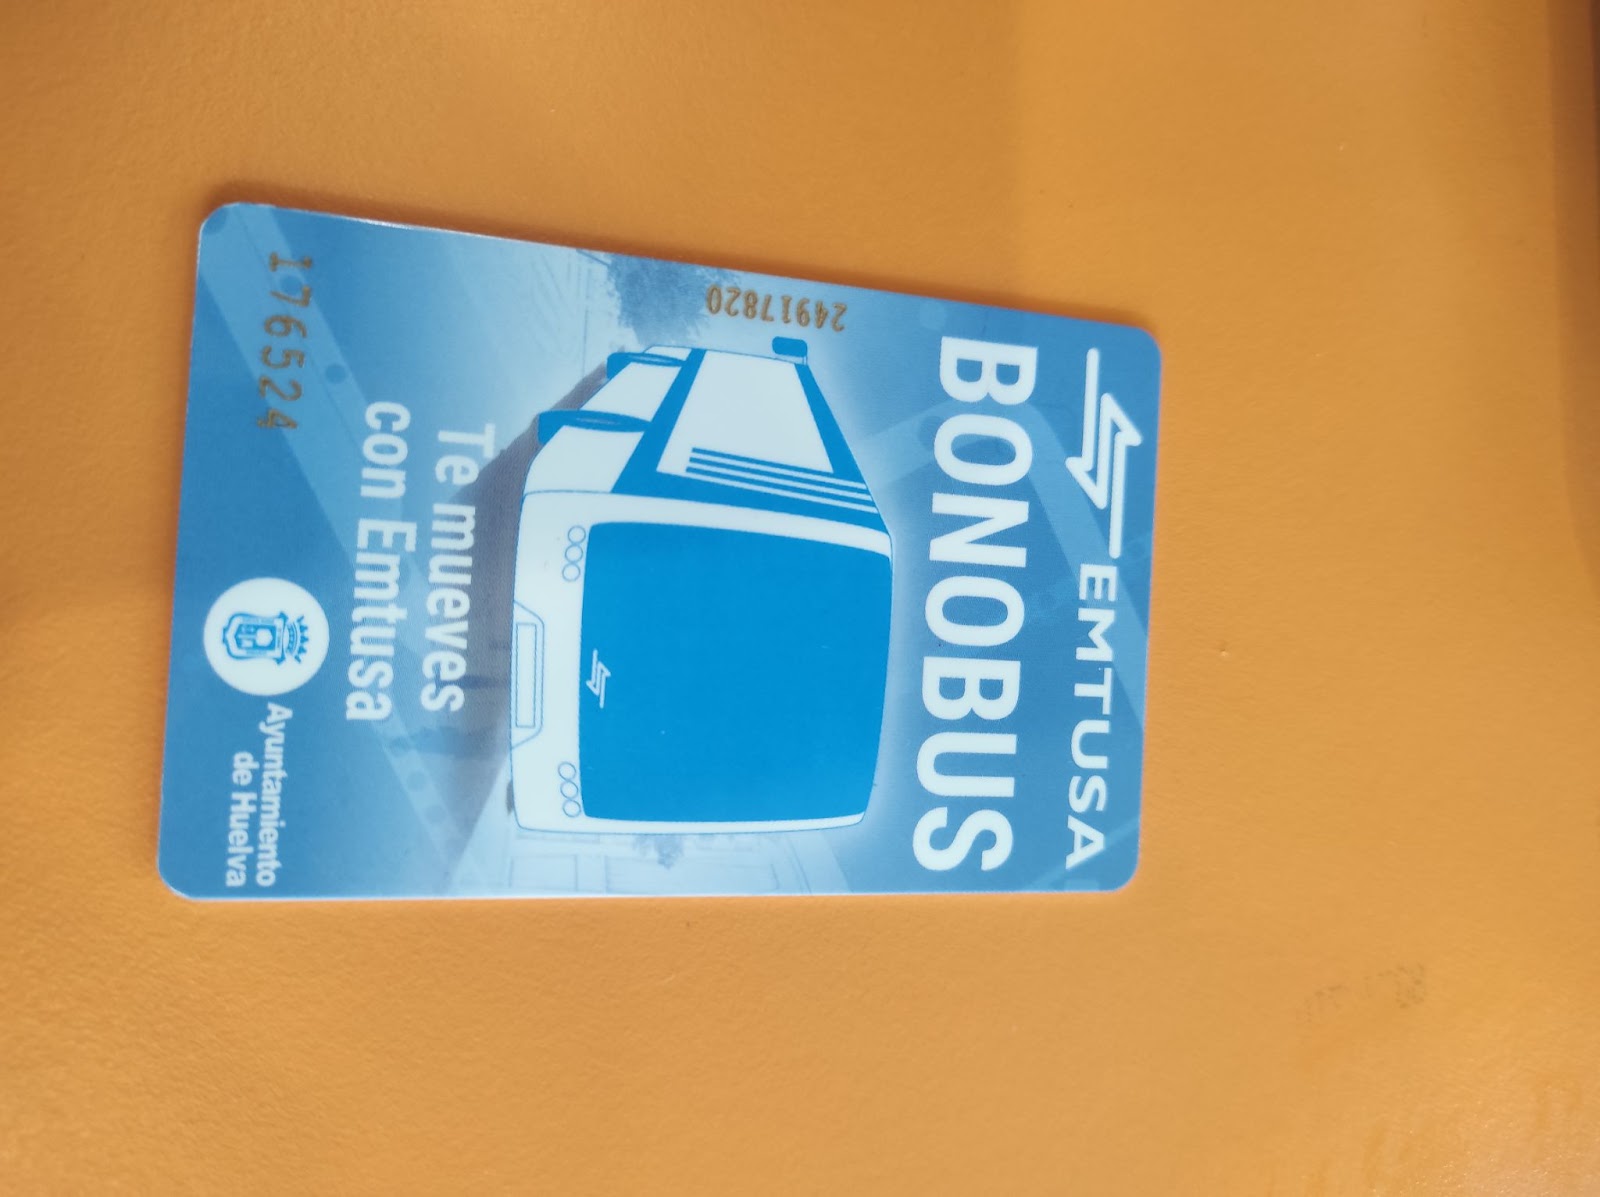 EMTUSA
BONOBUS
24917820
Te mueves
con Emtusa
176524
Ayuntamiento
de Huelva